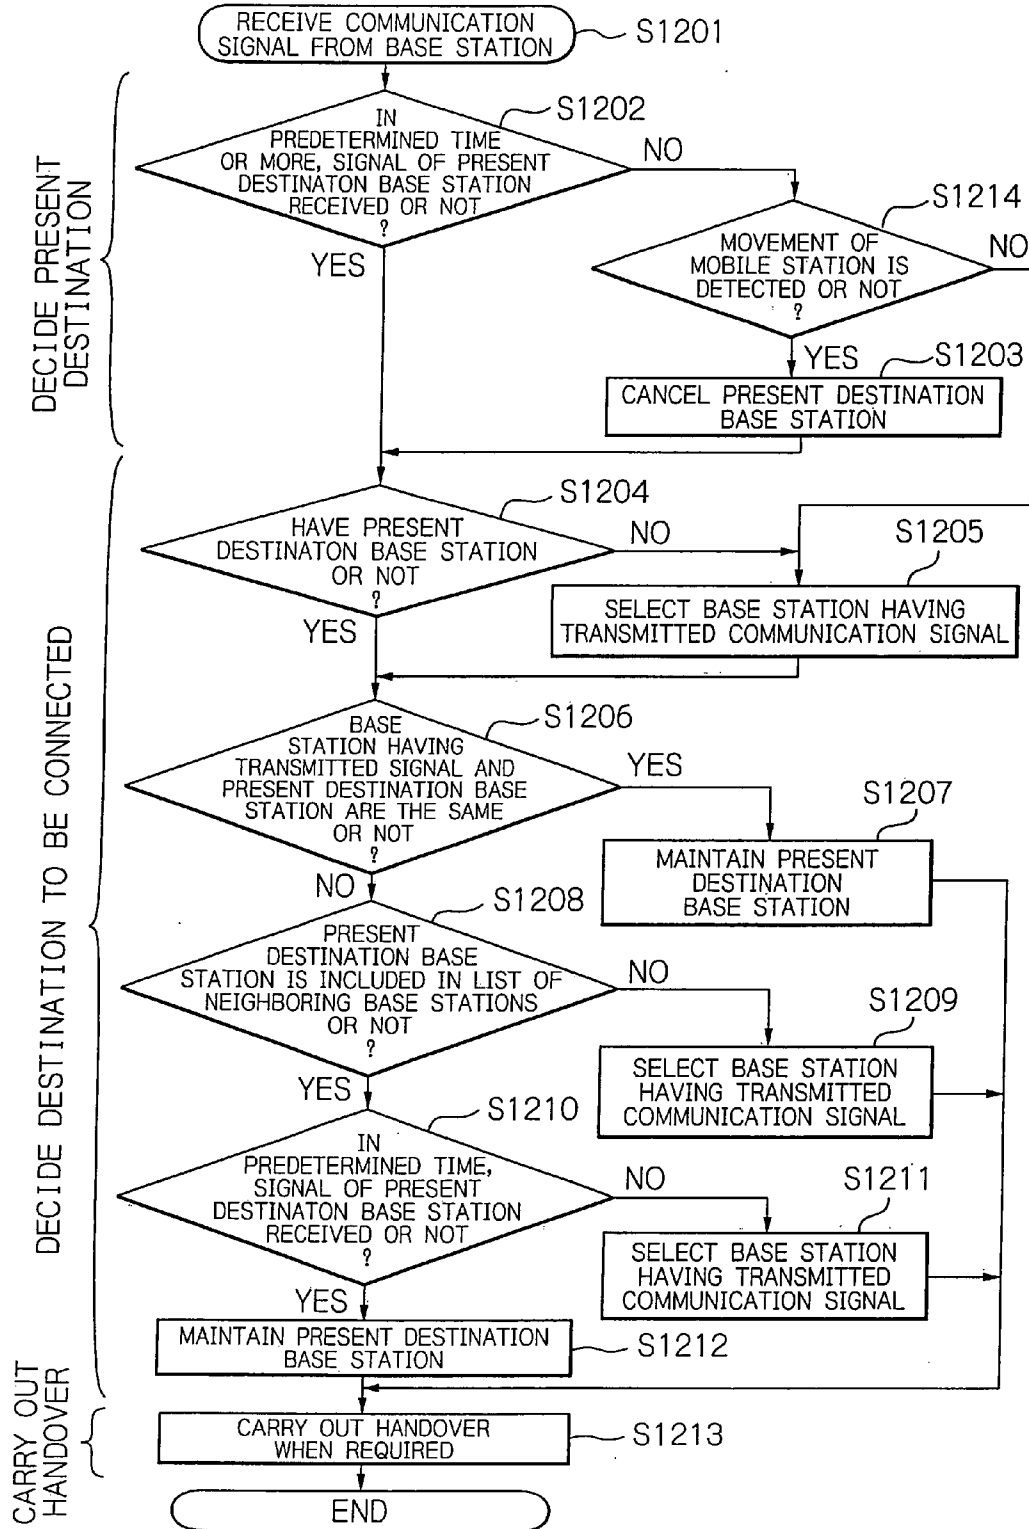 RECEIVE COMMUNICATION
SIGNAL FROM BASE STATION
S1201
DECIDE PRESENT
DESTINATION
S1202
IN
PREDETERMINED TIME
OR MORE, SIGNAL OF PRESENT
DESTINATON BASE STATION
RECEIVED OR NOT
?
NO
YES
S1214
MOVEMENT OF
MOBILE STATION IS
DETECTED OR NOT
?
NO
YES
S1203
CANCEL PRESENT DESTINATION
BASE STATION
DECIDE DESTINATION TO BE CONNECTED
S1204
HAVE PRESENT
DESTINATON BASE STATION
OR NOT
?
NO
YES
S1205
SELECT BASE STATION HAVING
TRANSMITTED COMMUNICATION SIGNAL
S1206
BASE
STATION HAVING
TRANSMITTED SIGNAL AND
PRESENT DESTINATION BASE
STATION ARE THE SAME
OR NOT
?
YES
NO
S1207
MAINTAIN PRESENT
DESTINATION
BASE STATION
S1208
PRESENT
DESTINATION BASE
STATION IS INCLUDED IN LIST OF
NEIGHBORING BASE STATIONS
OR NOT
?
NO
YES
S1209
SELECT BASE STATION
HAVING TRANSMITTED
COMMUNICATION SIGNAL
S1210
IN
PREDETERMINED TIME,
SIGNAL OF PRESENT
DESTINATON BASE STATION
RECEIVED OR NOT
?
NO
YES
S1211
SELECT BASE STATION
HAVING TRANSMITTED
COMMUNICATION SIGNAL
MAINTAIN PRESENT DESTINATION
BASE STATION
S1212
CARRY OUT
HANDOVER
CARRY OUT HANDOVER
WHEN REQUIRED
S1213
END